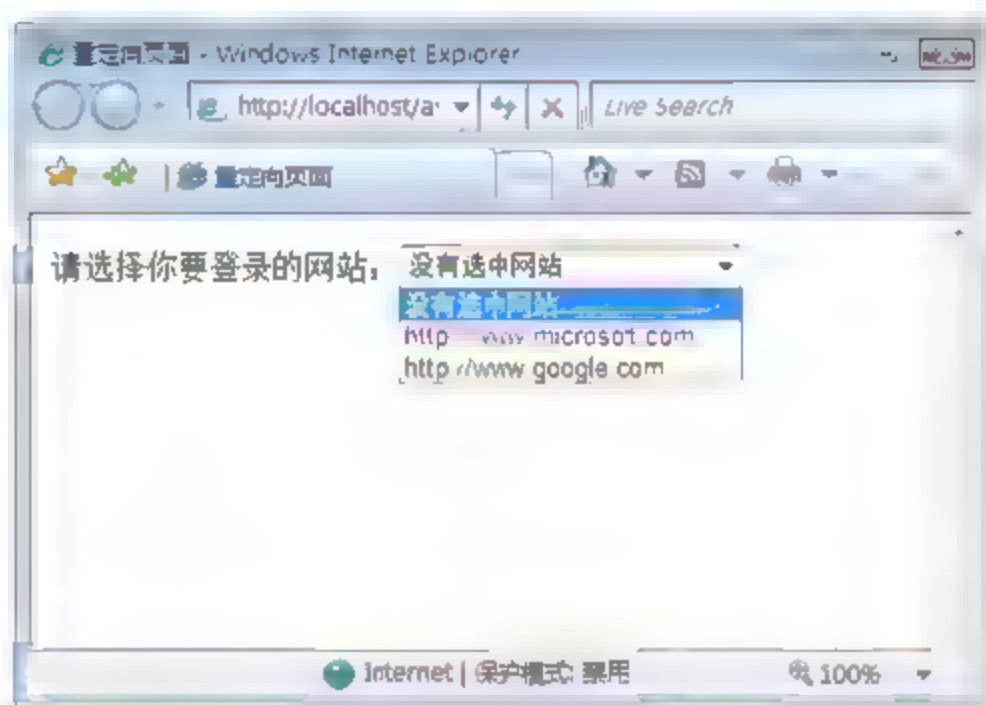 重定向页面 - Windows Internet Explorer
http://localhost/a
Live Search
重定向页面
请选择你要登录的网站：
没有选中网站
没有选中网站
http www microsot com
http //www google com
Internet | 保护模式: 禁用
100%